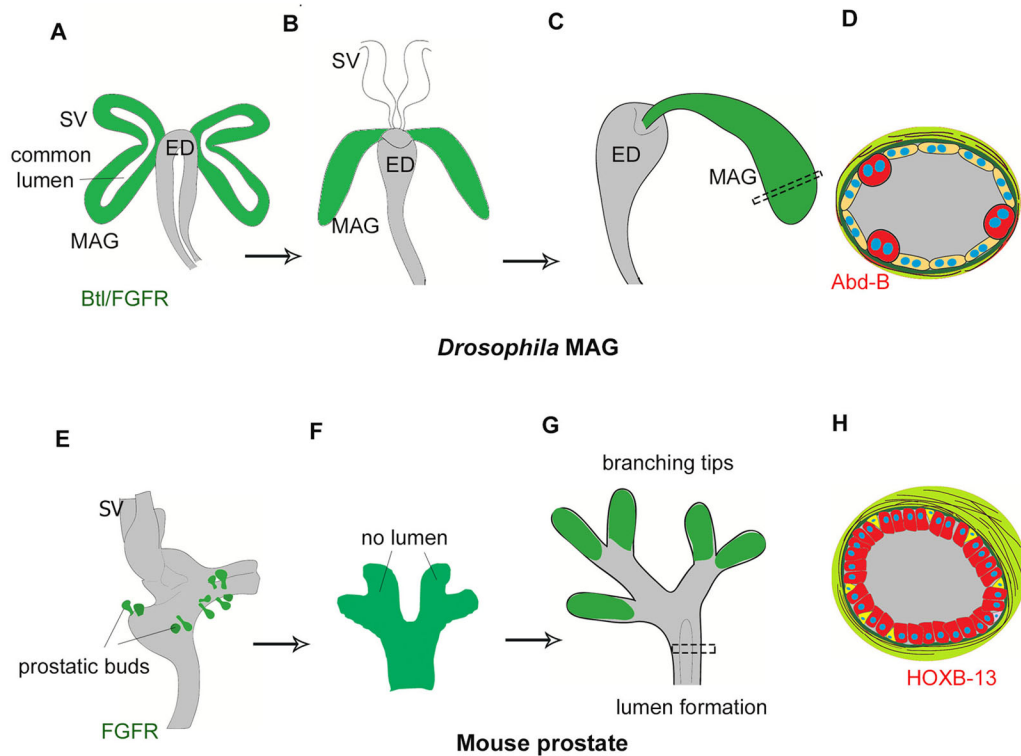 A
B
C
D
SV
SV
ED
ED
ED
common
lumen
MAG
MAG
MAG
Abd-B
Btl/FGFR
Drosophila MAG
E
F
G
H
branching tips
SV
no lumen
prostatic buds
HOXB-13
FGFR
lumen formation
Mouse prostate